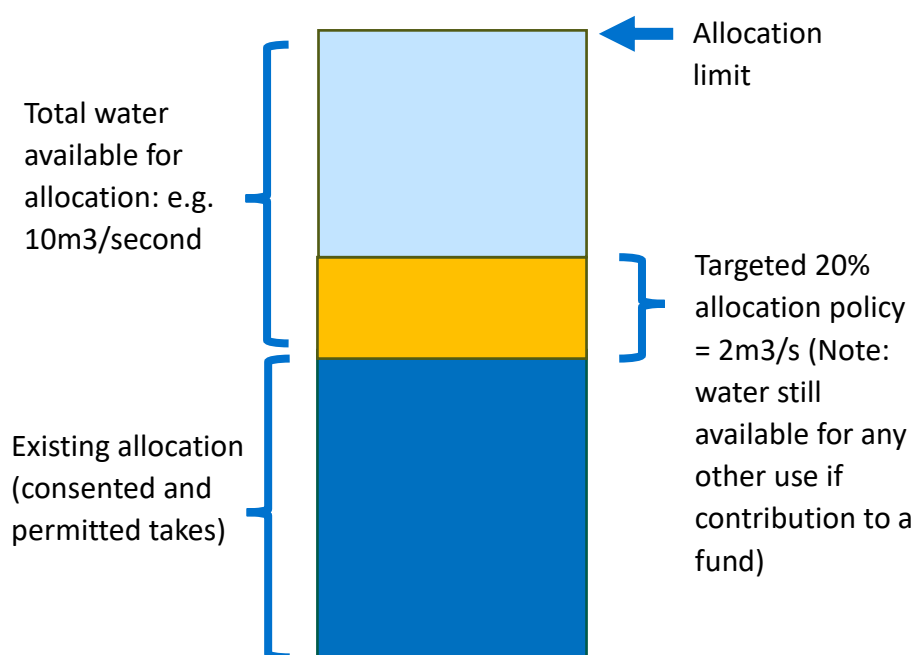 Allocation
limit
Total water
available for
allocation: e.g.
10m3/second
Targeted 20%
allocation policy
= 2m3/s (Note:
water still
available for any
other use if
contribution to a
fund)
Existing allocation
(consented and
permitted takes)